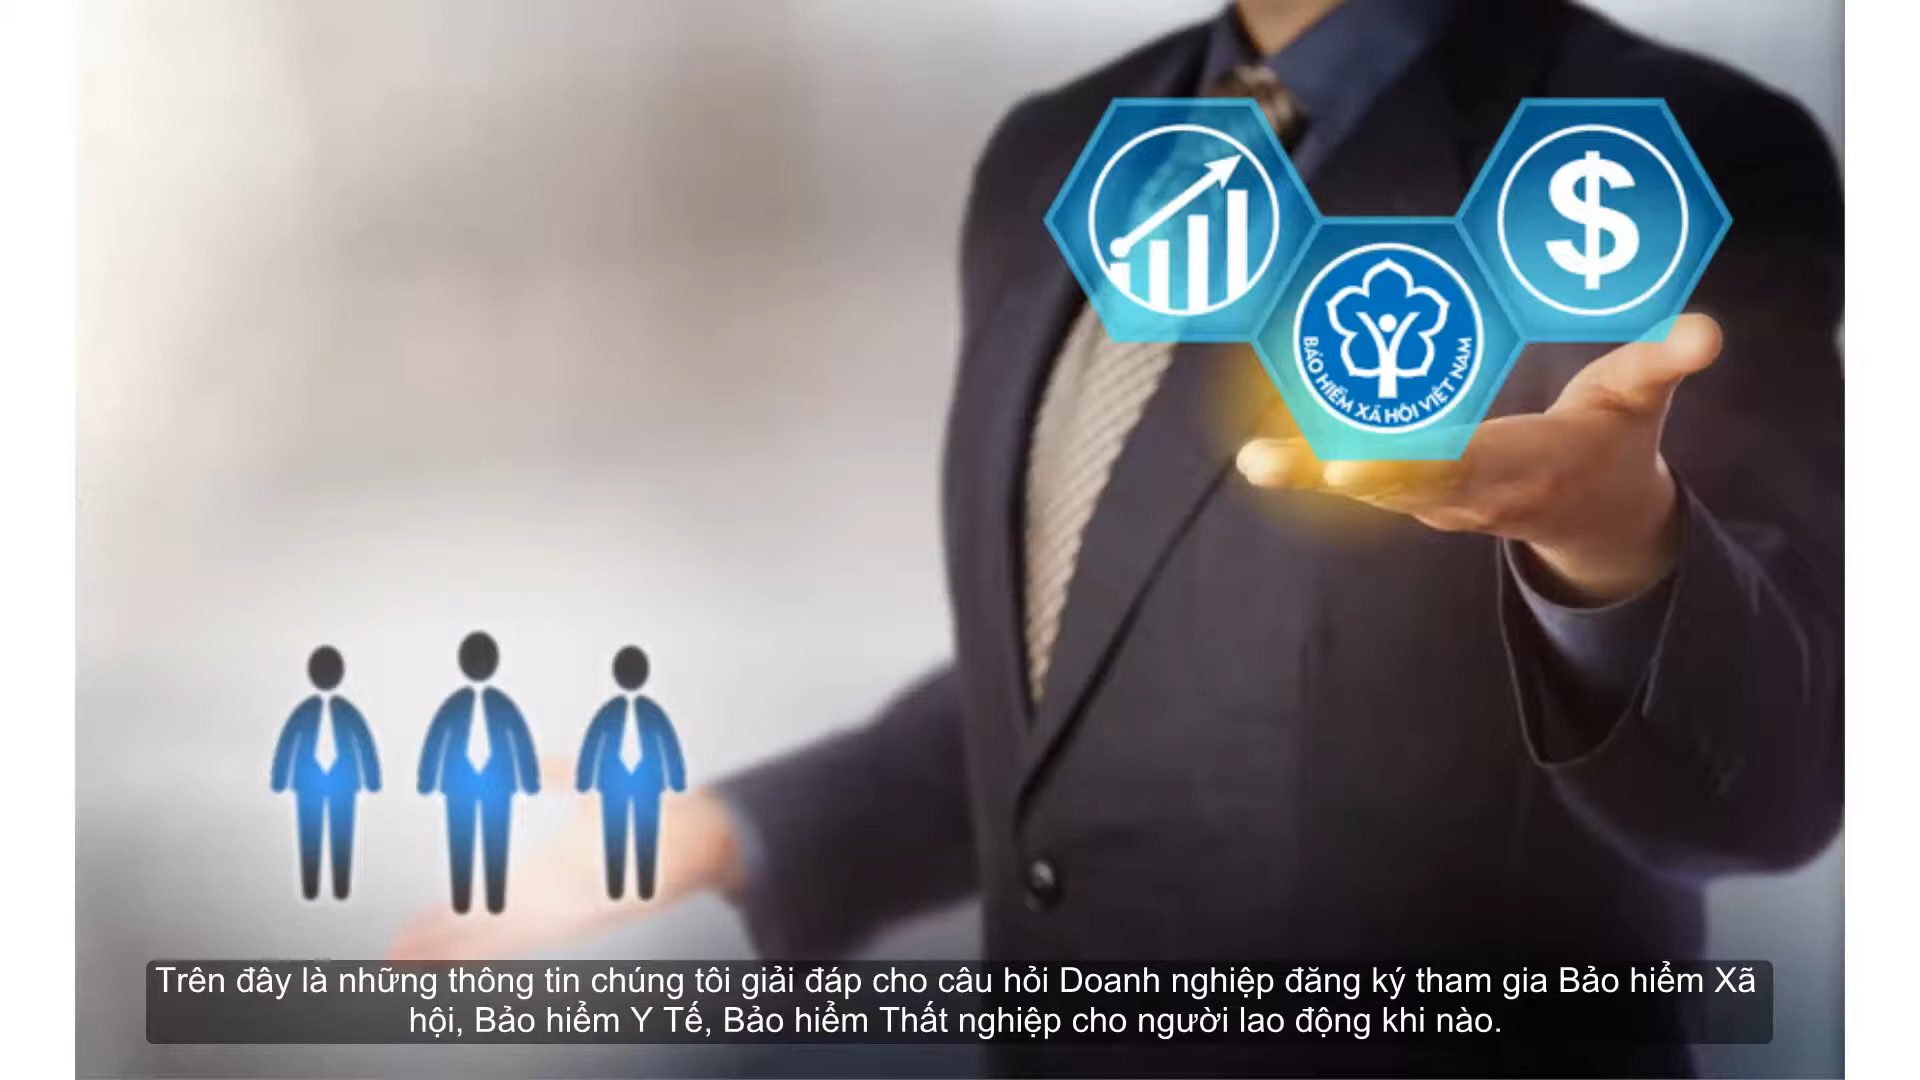 $
BẢO HIỂM XÃ HỘI VIỆT NAM
Trên đây là những thông tin chúng tôi giải đáp cho câu hỏi Doanh nghiệp đăng ký tham gia Bảo hiểm Xã
hội, Bảo hiểm Y Tế, Bảo hiểm Thất nghiệp cho người lao động khi nào.